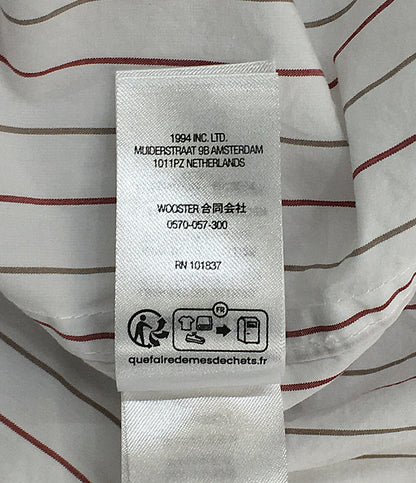 1994 INC. LTD.
MUIDERSTRAAT 9B AMSTERDAM
1011PZ NETHERLANDS
WOOSTER 合同会社
0570-057-300
RN 101837
FR
quefairedemesdechets.fr/